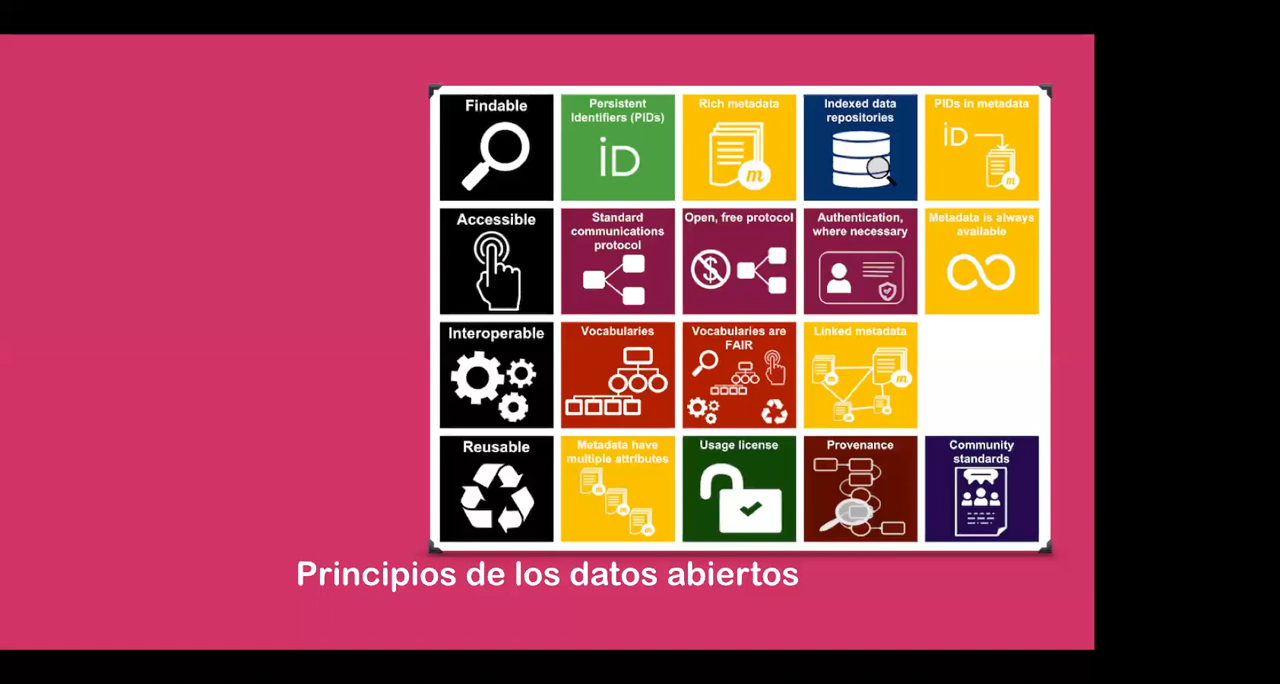 Findable
Persistent
Identifiers (PIDs)
iD
Rich metadata
m
Indexed data
repositories
PIDs in metadata
iD
m
Accessible
Standard
communications
protocol
Open, free protocol
$
Authentication,
where necessary
Metadata is always
available
Interoperable
Vocabularies
Vocabularies are
FAIR
Linked metadata
m
m
m
m
Reusable
Metadata have
multiple attributes
m
m
m
Usage license
Provenance
Community
standards
Principios de los datos abiertos